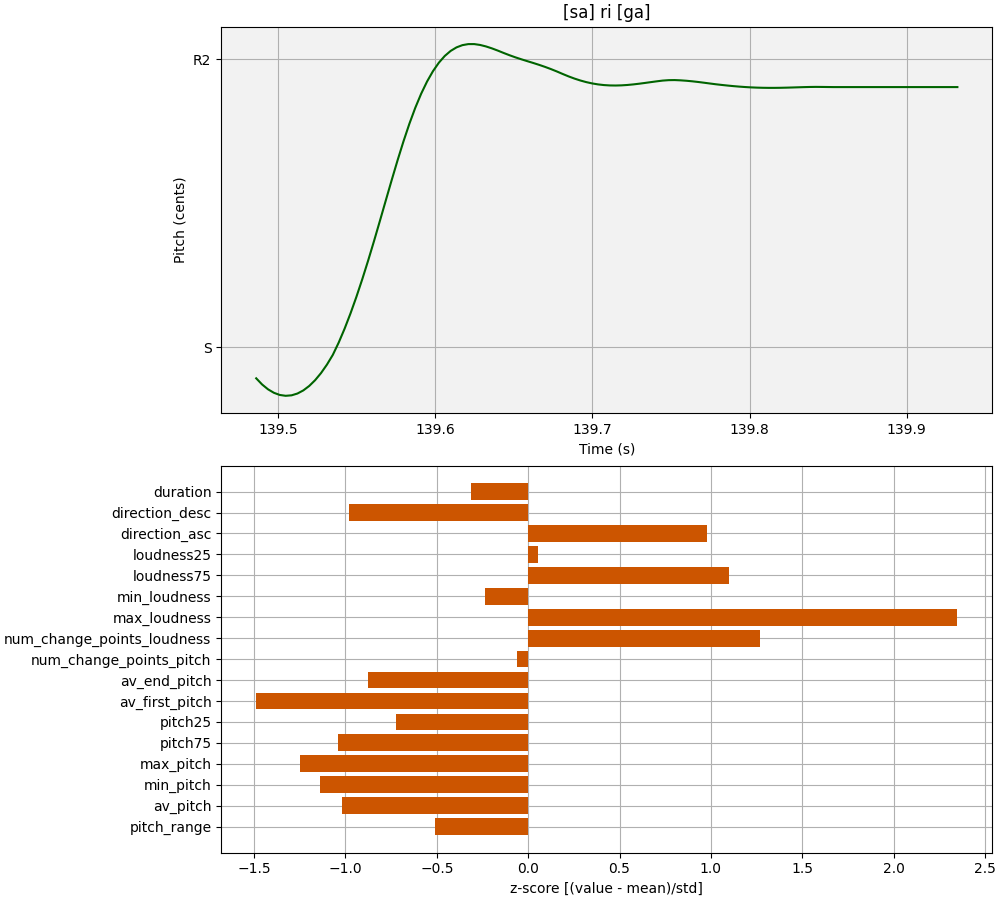 [sa] ri [ga]
R2
S
Pitch (cents)
139.5 139.6 139.7 139.8 139.9
Time (s)
duration
direction_desc
direction_asc
loudness25
loudness75
min_loudness
max_loudness
num_change_points_loudness
num_change_points_pitch
av_end_pitch
av_first_pitch
pitch25
pitch75
max_pitch
min_pitch
av_pitch
pitch_range
−1.5 −1.0 −0.5 0.0 0.5 1.0 1.5 2.0 2.5
z-score [(value - mean)/std]